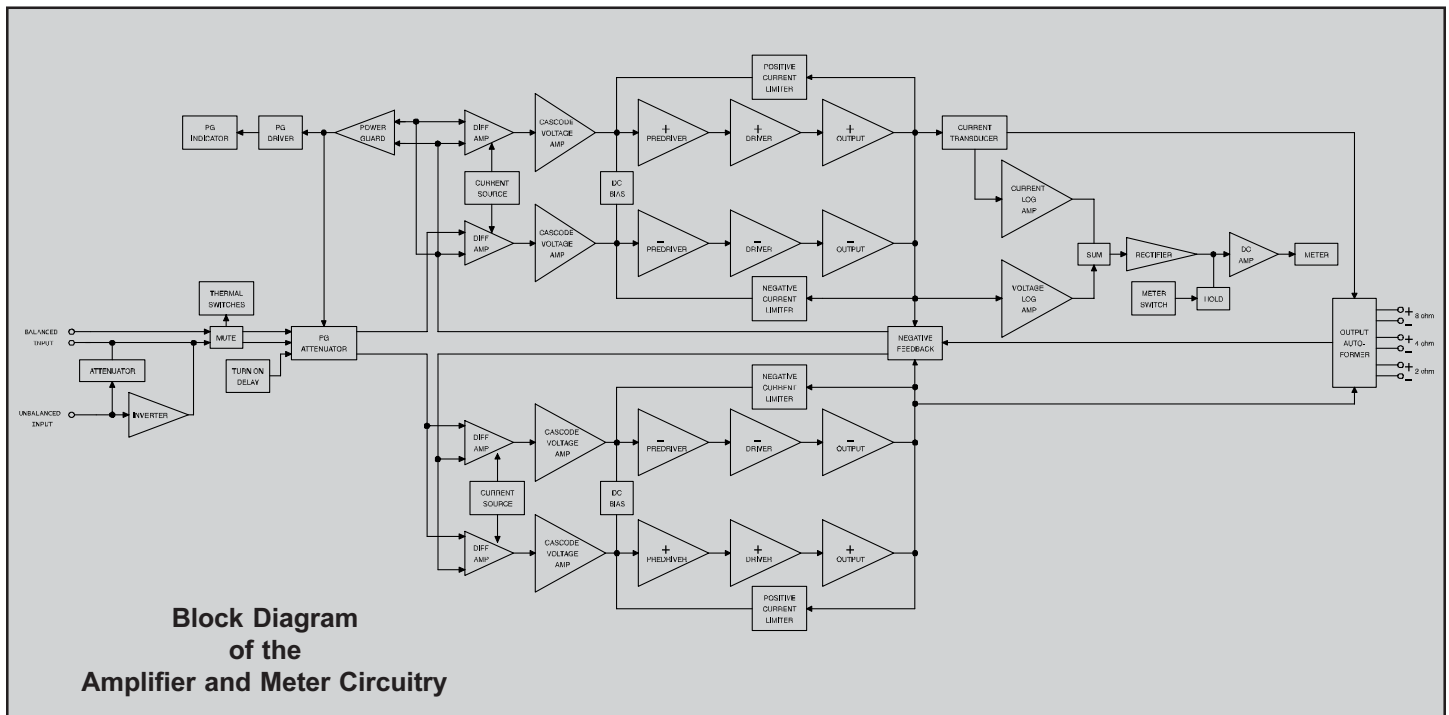 POSITIVE
CURRENT
LIMITER
PG
INDICATOR
PG
DRIVER
POWER
GUARD
DIFF
AMP
CASCODE
VOLTAGE
AMP
+
PREDRIVER
+
DRIVER
+
OUTPUT
CURRENT
TRANSDUCER
CURRENT
SOURCE
DC
BIAS
CURRENT
LOG
AMP
DIFF
AMP
CASCODE
VOLTAGE
AMP
−
PREDRIVER
−
DRIVER
−
OUTPUT
SUM
RECTIFIER
DC
AMP
METER
NEGATIVE
CURRENT
LIMITER
VOLTAGE
LOG
AMP
METER
SWITCH
HOLD
THERMAL
SWITCHES
BALANCED
INPUT
MUTE
PG
ATTENUATOR
NEGATIVE
FEEDBACK
OUTPUT
AUTO-
FORMER
+
8 ohm
−
+
4 ohm
−
+
2 ohm
−
ATTENUATOR
TURN ON
DELAY
UNBALANCED
INPUT
INVERTER
NEGATIVE
CURRENT
LIMITER
DIFF
AMP
CASCODE
VOLTAGE
AMP
−
PREDRIVER
−
DRIVER
−
OUTPUT
CURRENT
SOURCE
DC
BIAS
DIFF
AMP
CASCODE
VOLTAGE
AMP
+
PREDRIVER
+
DRIVER
+
OUTPUT
POSITIVE
CURRENT
LIMITER
Block Diagram
of the
Amplifier and Meter Circuitry